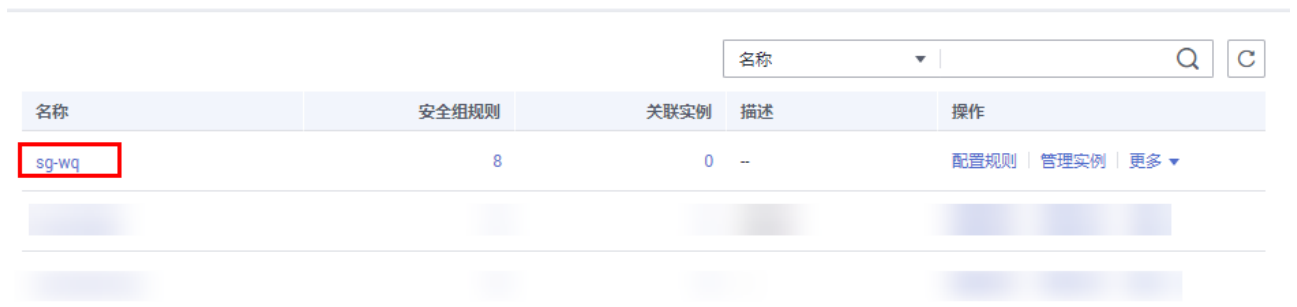 名称
名称 安全组规则 关联实例 描述 操作
sg-wq 8 0 -- 配置规则 管理实例 更多